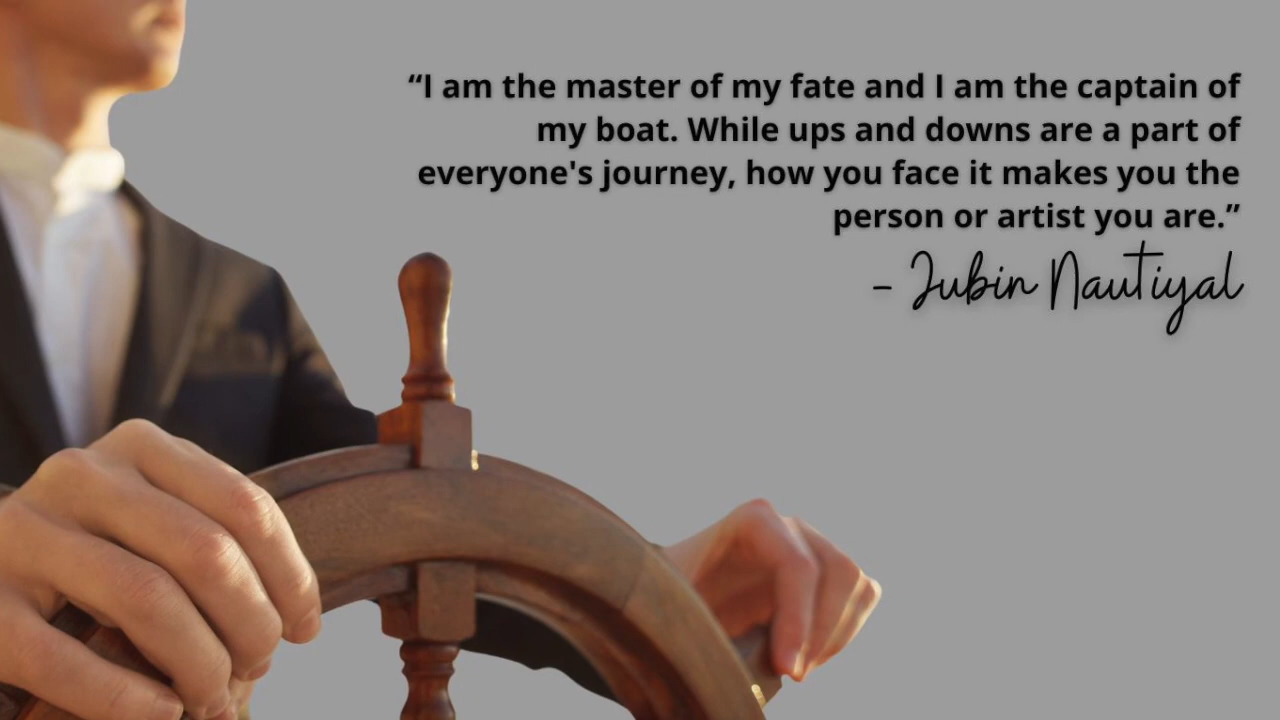 “I am the master of my fate and I am the captain of
my boat. While ups and downs are a part of
everyone's journey, how you face it makes you the
person or artist you are.”
- Jubin Nautiyal